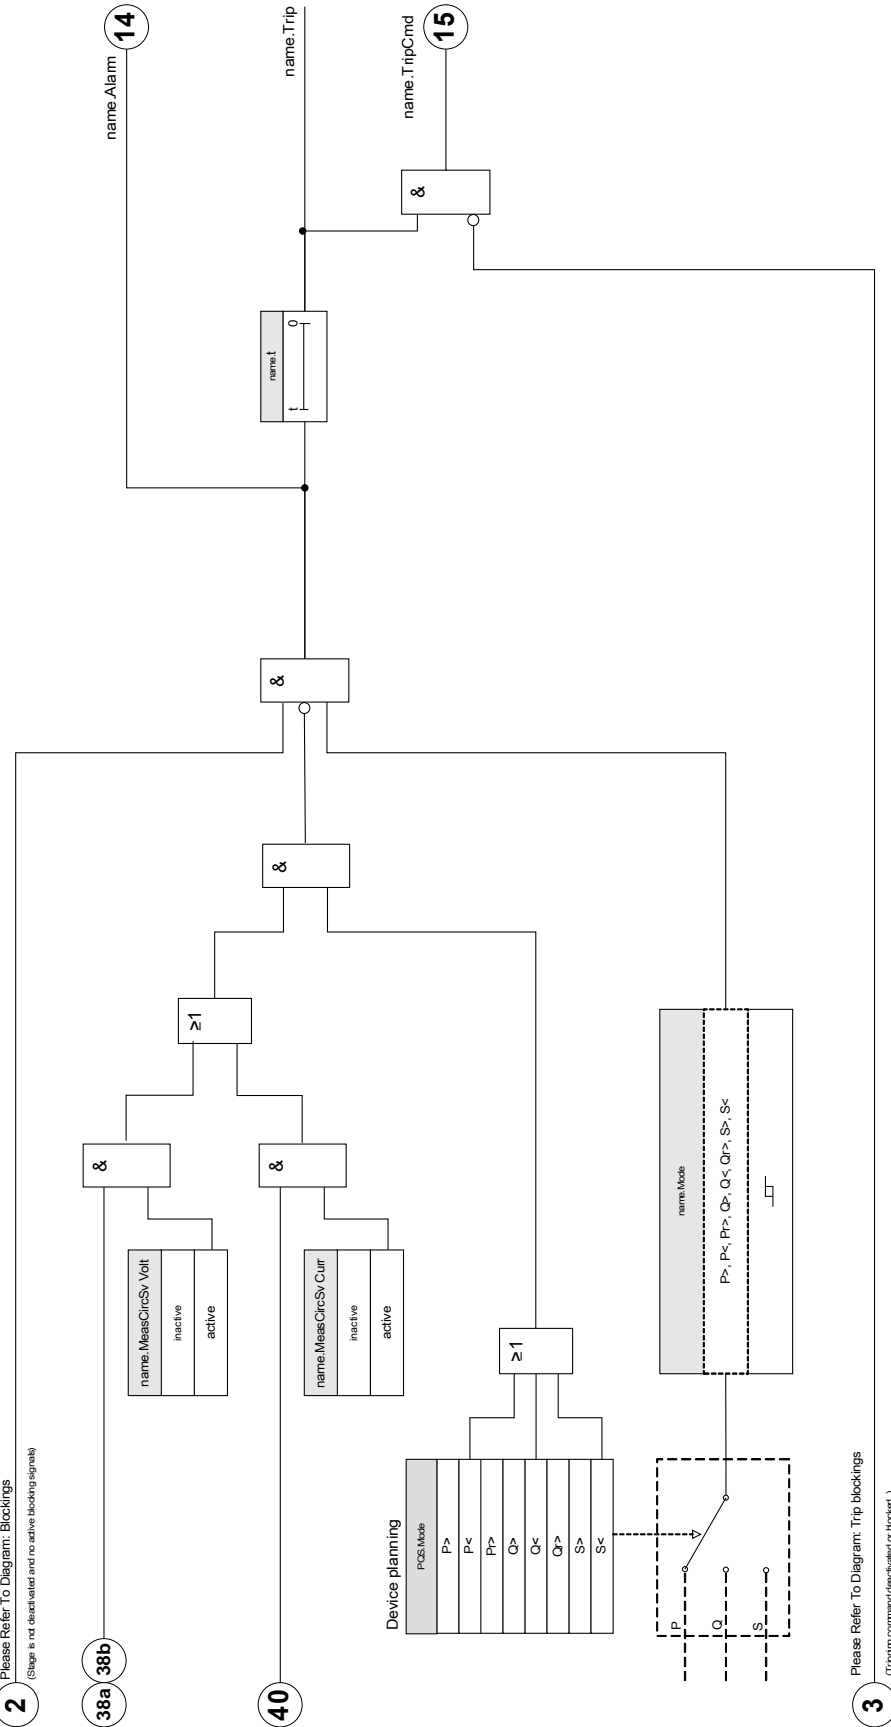 2
Please Refer To Diagram: Blockings
(Stage is not deactivated and no active blocking signals)
38a
38b
name.MeasCircSv Volt
inactive
active
&
40
name.MeasCircSv Curr
inactive
active
&
≥1
Device planning
PQS.Mode
P>
P<
Pr>
Q>
Q<
Qr>
S>
S<
≥1
&
P
Q
S
name.Mode
P>, P<, Pr>, Q>, Q<, Qr>, S>, S<
&
name.Alarm
14
name.t
t
0
name.Trip
&
name.TripCmd
15
3
Please Refer To Diagram: Trip blockings